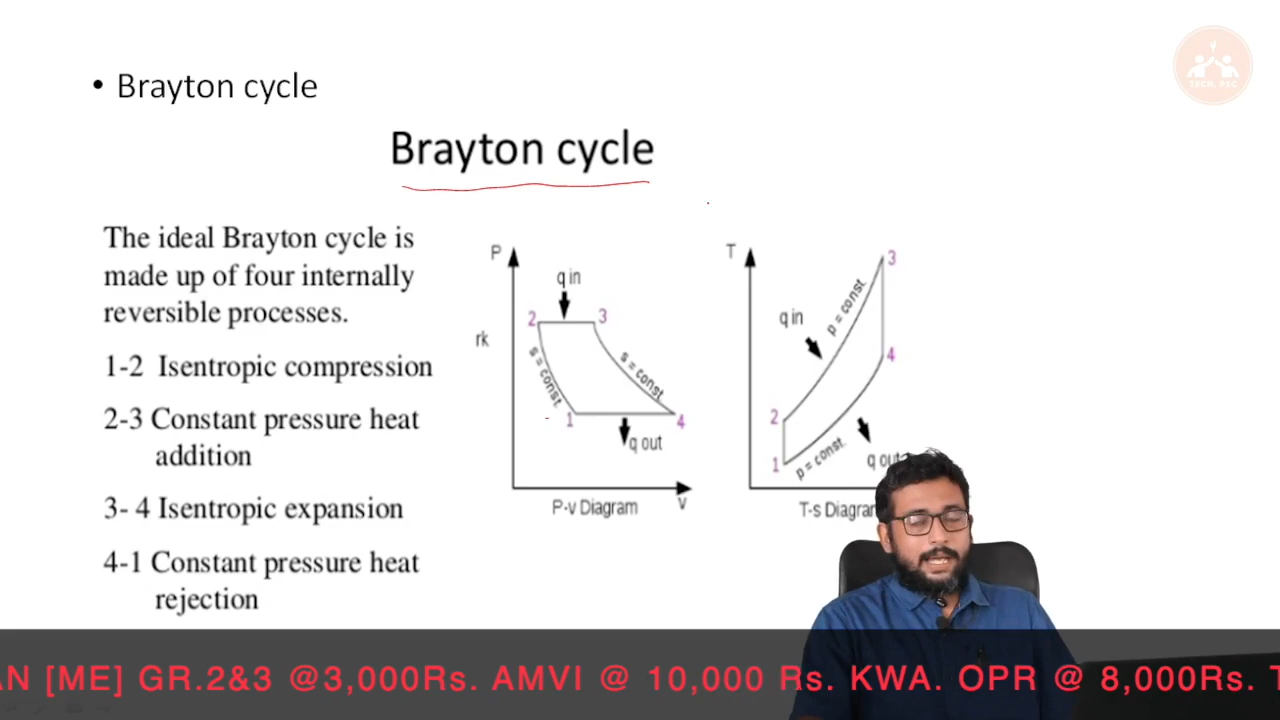 TECH. PSC
• Brayton cycle
Brayton cycle
The ideal Brayton cycle is
made up of four internally
reversible processes.
1-2 Isentropic compression
2-3 Constant pressure heat
addition
3- 4 Isentropic expansion
4-1 Constant pressure heat
rejection
P
q in
2
3
rk
s = const
s = const
1
4
q out
P-v Diagram
V
T
3
q in
p = const.
4
2
1
p = const.
q out
T-s Diagram
AN [ME] GR.2&3 @3,000Rs. AMVI @ 10,000 Rs. KWA. OPR @ 8,000Rs. T